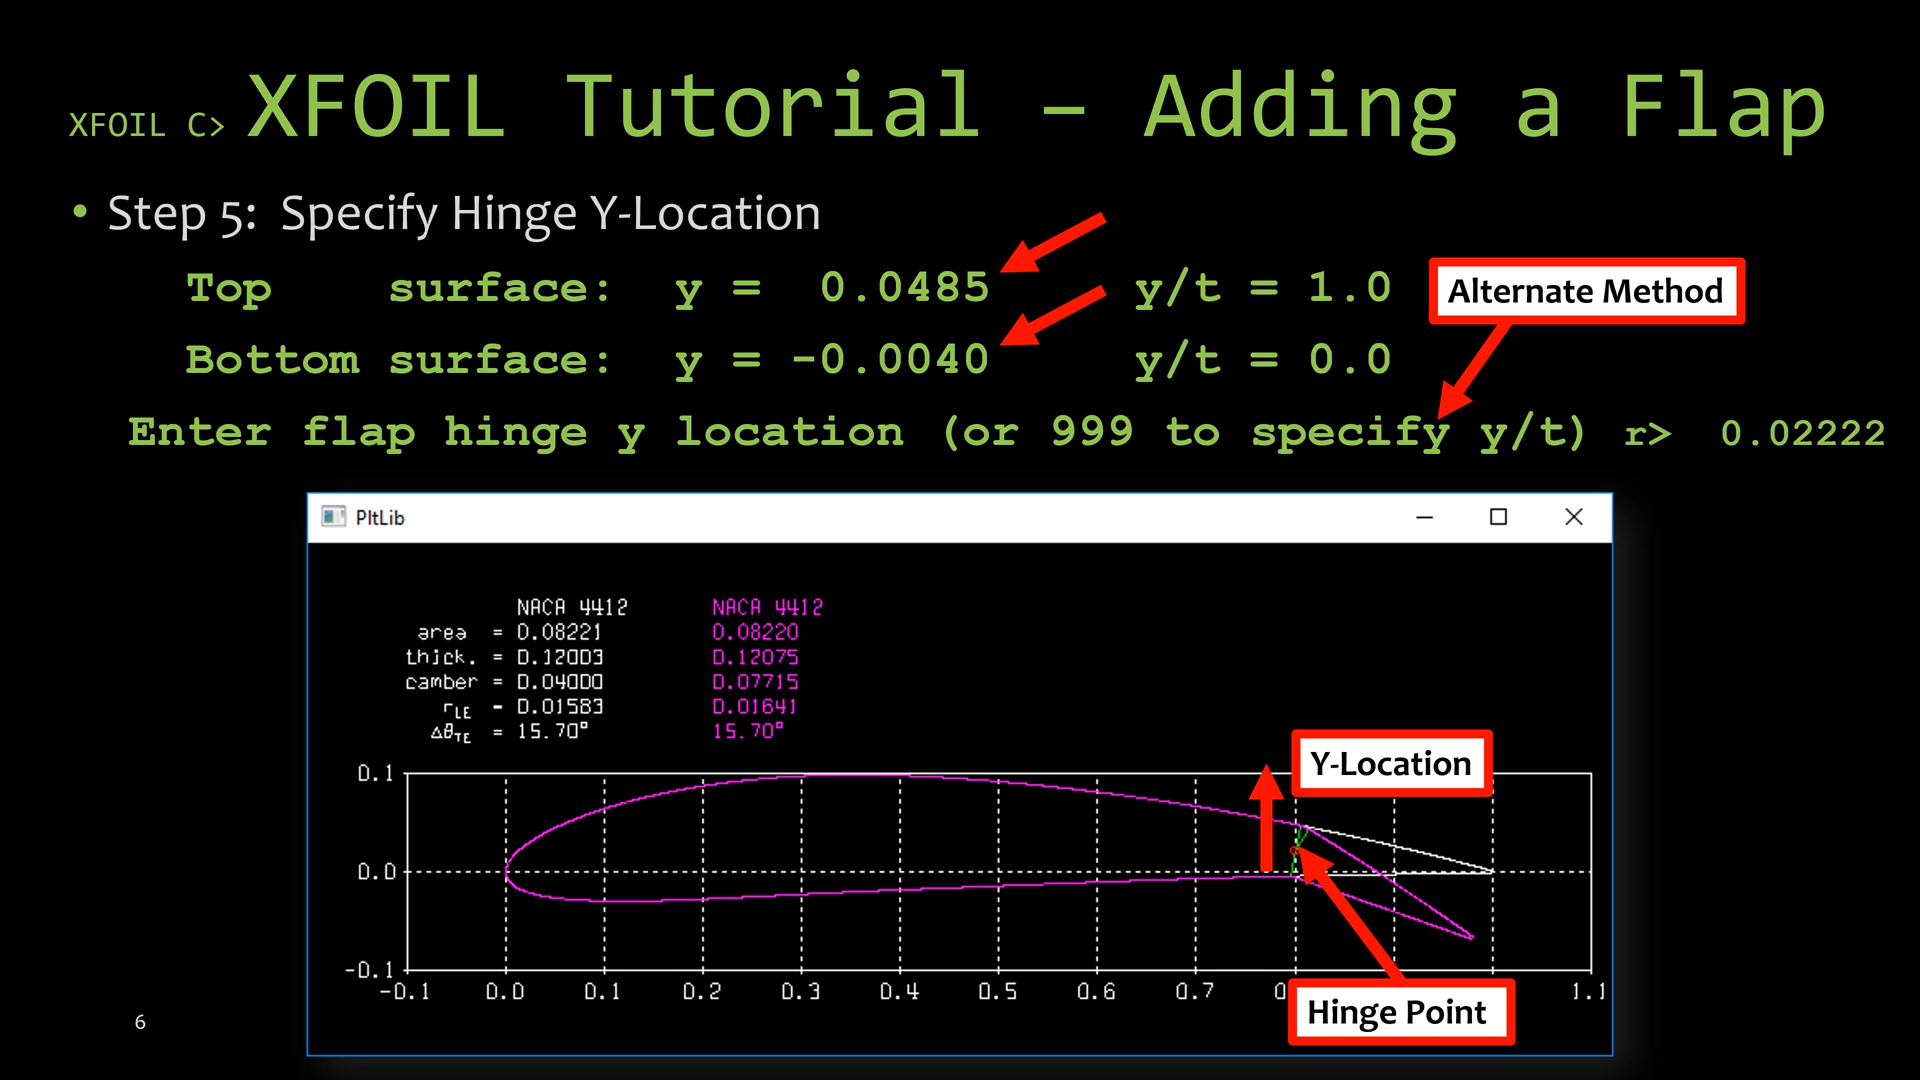 XFOIL C> XFOIL Tutorial – Adding a Flap
• Step 5: Specify Hinge Y-Location
Top surface: y = 0.0485 y/t = 1.0
Alternate Method
Bottom surface: y = -0.0040 y/t = 0.0
Enter flap hinge y location (or 999 to specify y/t) r> 0.02222
PltLib
NACA 4412 NACA 4412
area = 0.08221 0.08220
thick. = 0.12003 0.12075
camber = 0.04000 0.07715
rLE = 0.01583 0.01641
ΔθTE = 15.70° 15.70°
Y-Location
0.1
0.0
-0.1
-0.1 0.0 0.1 0.2 0.3 0.4 0.5 0.6 0.7 1.1
Hinge Point
6